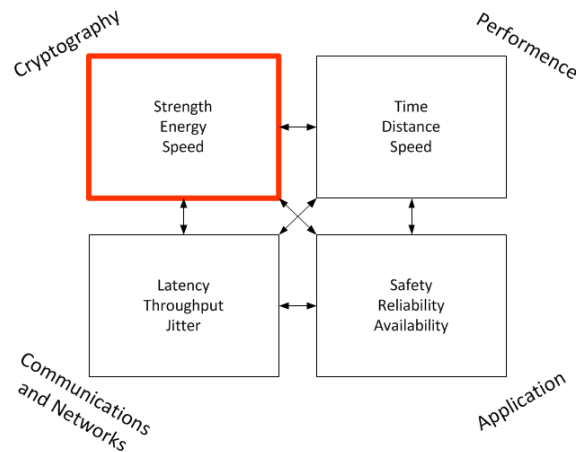 Cryptography
Performence
Strength
Energy
Speed
Time
Distance
Speed
Latency
Throughput
Jitter
Safety
Reliability
Availability
Communications
and Networks
Application